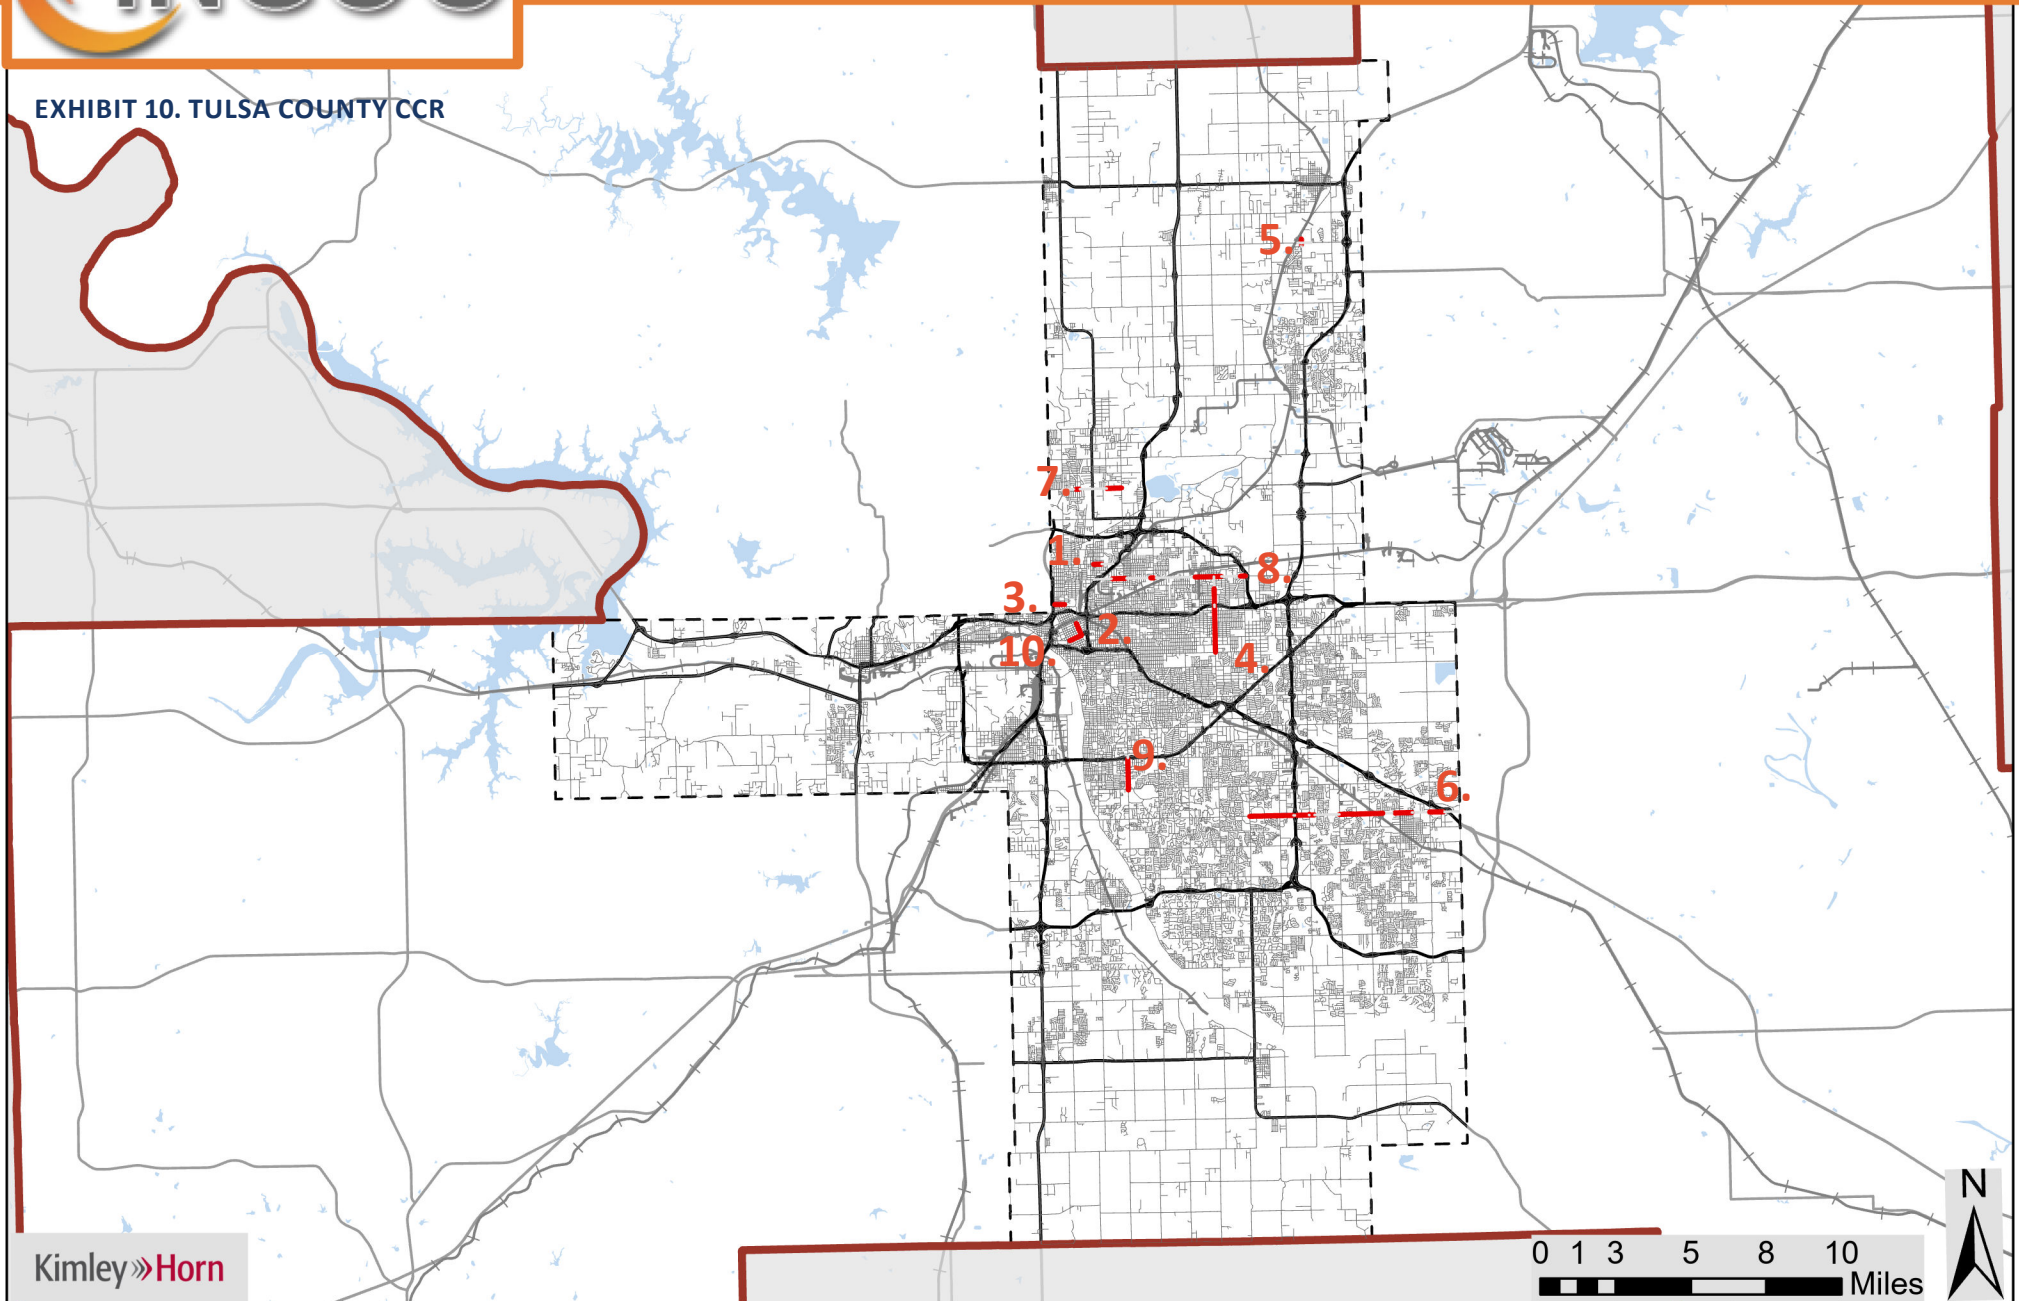 INCOG
EXHIBIT 10. TULSA COUNTY CCR
5.
7.
1.
8.
3.
2.
10.
4.
9.
6.
N
0 1 3 5 8 10
Miles
Kimley»Horn